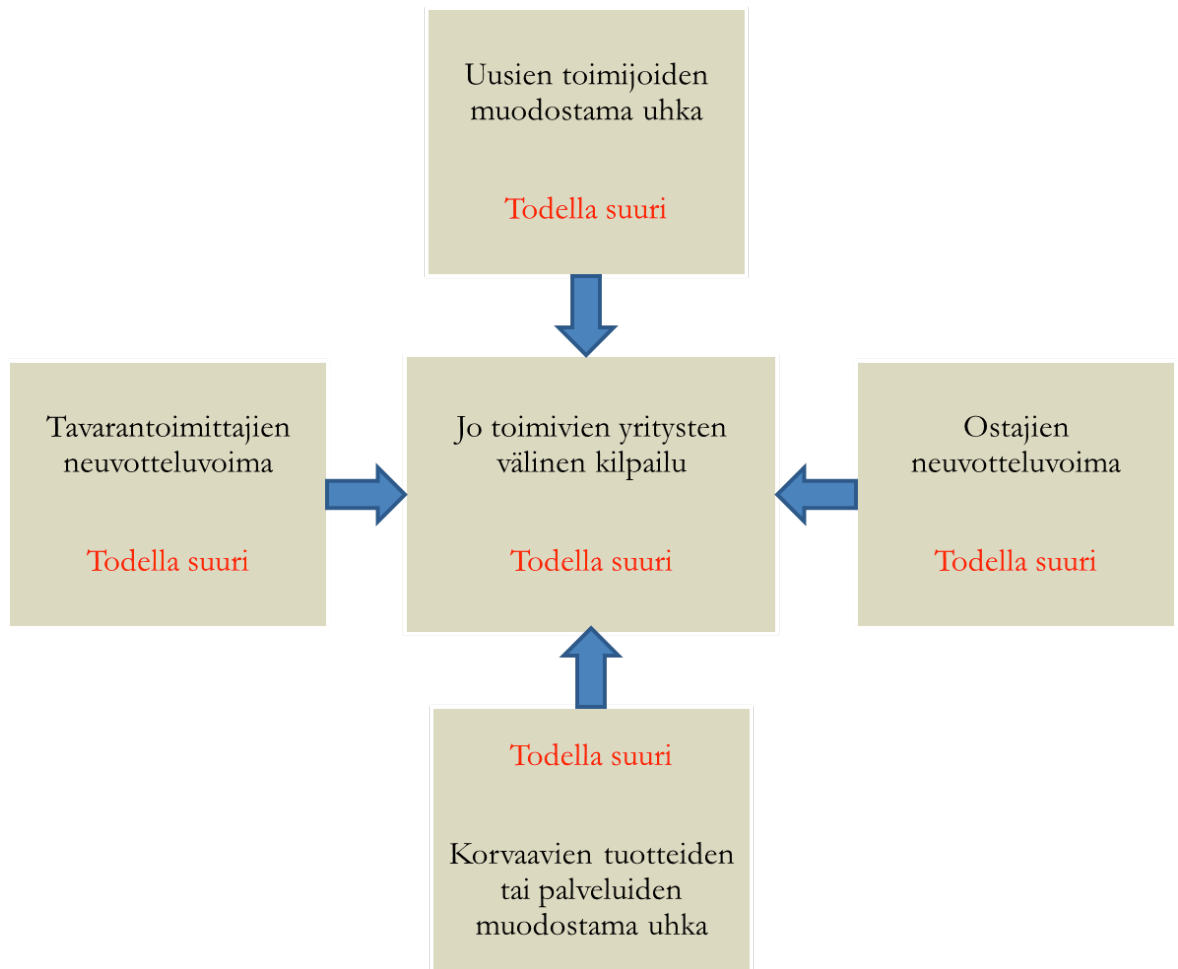 Uusien toimijoiden
muodostama uhka
Todella suuri
Tavarantoimittajien
neuvotteluvoima
Todella suuri
Jo toimivien yritysten
välinen kilpailu
Todella suuri
Ostajien
neuvotteluvoima
Todella suuri
Todella suuri
Korvaavien tuotteiden
tai palveluiden
muodostama uhka